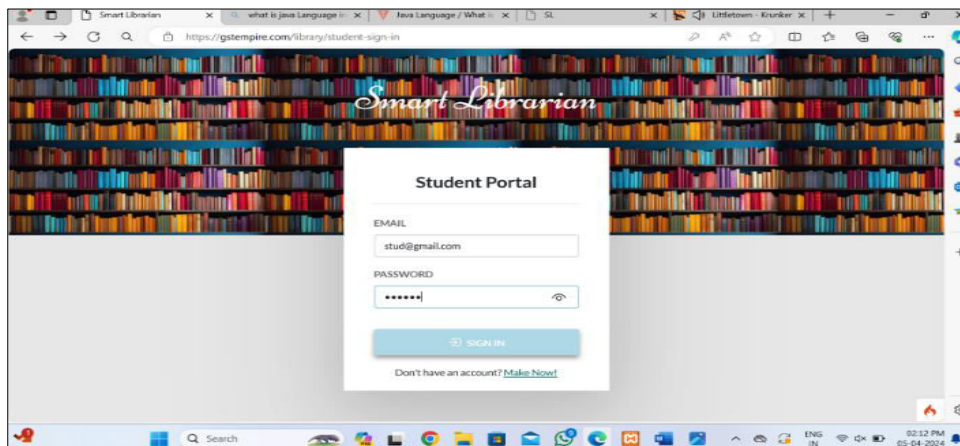 Smart Librarian
what is java Language in
Java Language / What is
SL
Littletown - Krunker
https://gstempire.com/library/student-sign-in
Smart Librarian
Student Portal
EMAIL
stud@gmail.com
PASSWORD
SIGN IN
Don't have an account? Make Now!
Search
ENG
IN
02:12 PM
05-04-2024